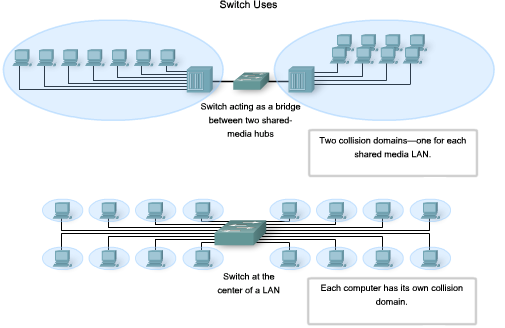 Switch Uses
Switch acting as a bridge
between two shared-
media hubs
Two collision domains—one for each
shared media LAN.
Switch at the
center of a LAN
Each computer has its own collision
domain.